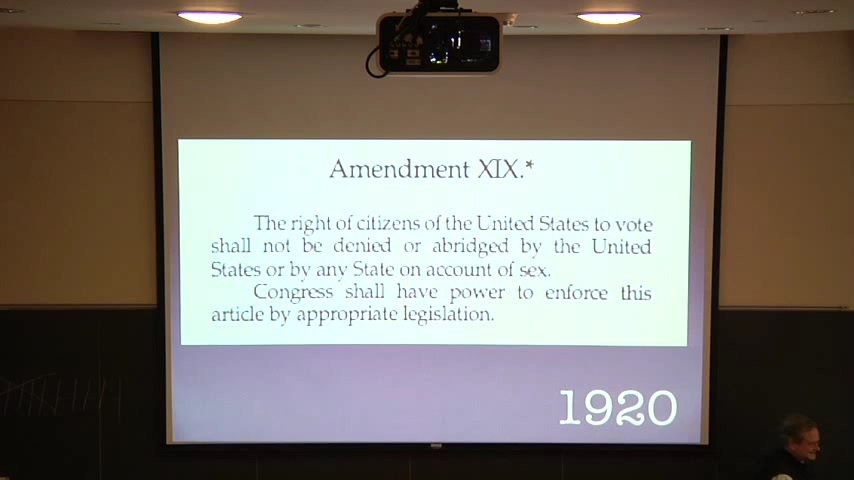 Amendment XIX.*
The right of citizens of the United States to vote
shall not be denied or abridged by the United
States or by any State on account of sex.
Congress shall have power to enforce this
article by appropriate legislation.
1920